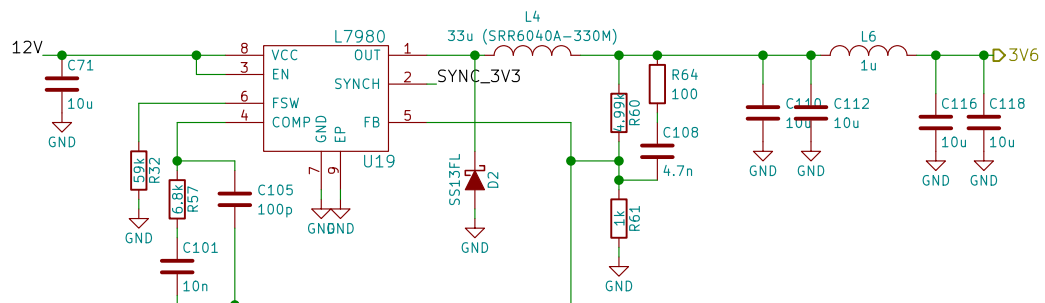 L4
33u (SRR6040A-330M)
L7980
12V
8 VCC OUT 1
3 EN
SYNCH 2 SYNC_3V3
6 FSW
4 COMP FB 5
GND EP
7 9
U19
C71
10u
GND
59k
R32
GND
6.8k
R57
C105
100p
C101
10n
GND
GND
SS13FL
D2
GND
4.99k
R60
R64
100
C108
4.7n
1k
R61
GND
C110
10u
GND
C112
10u
GND
L6
1u
3V6
C116
10u
GND
C118
10u
GND